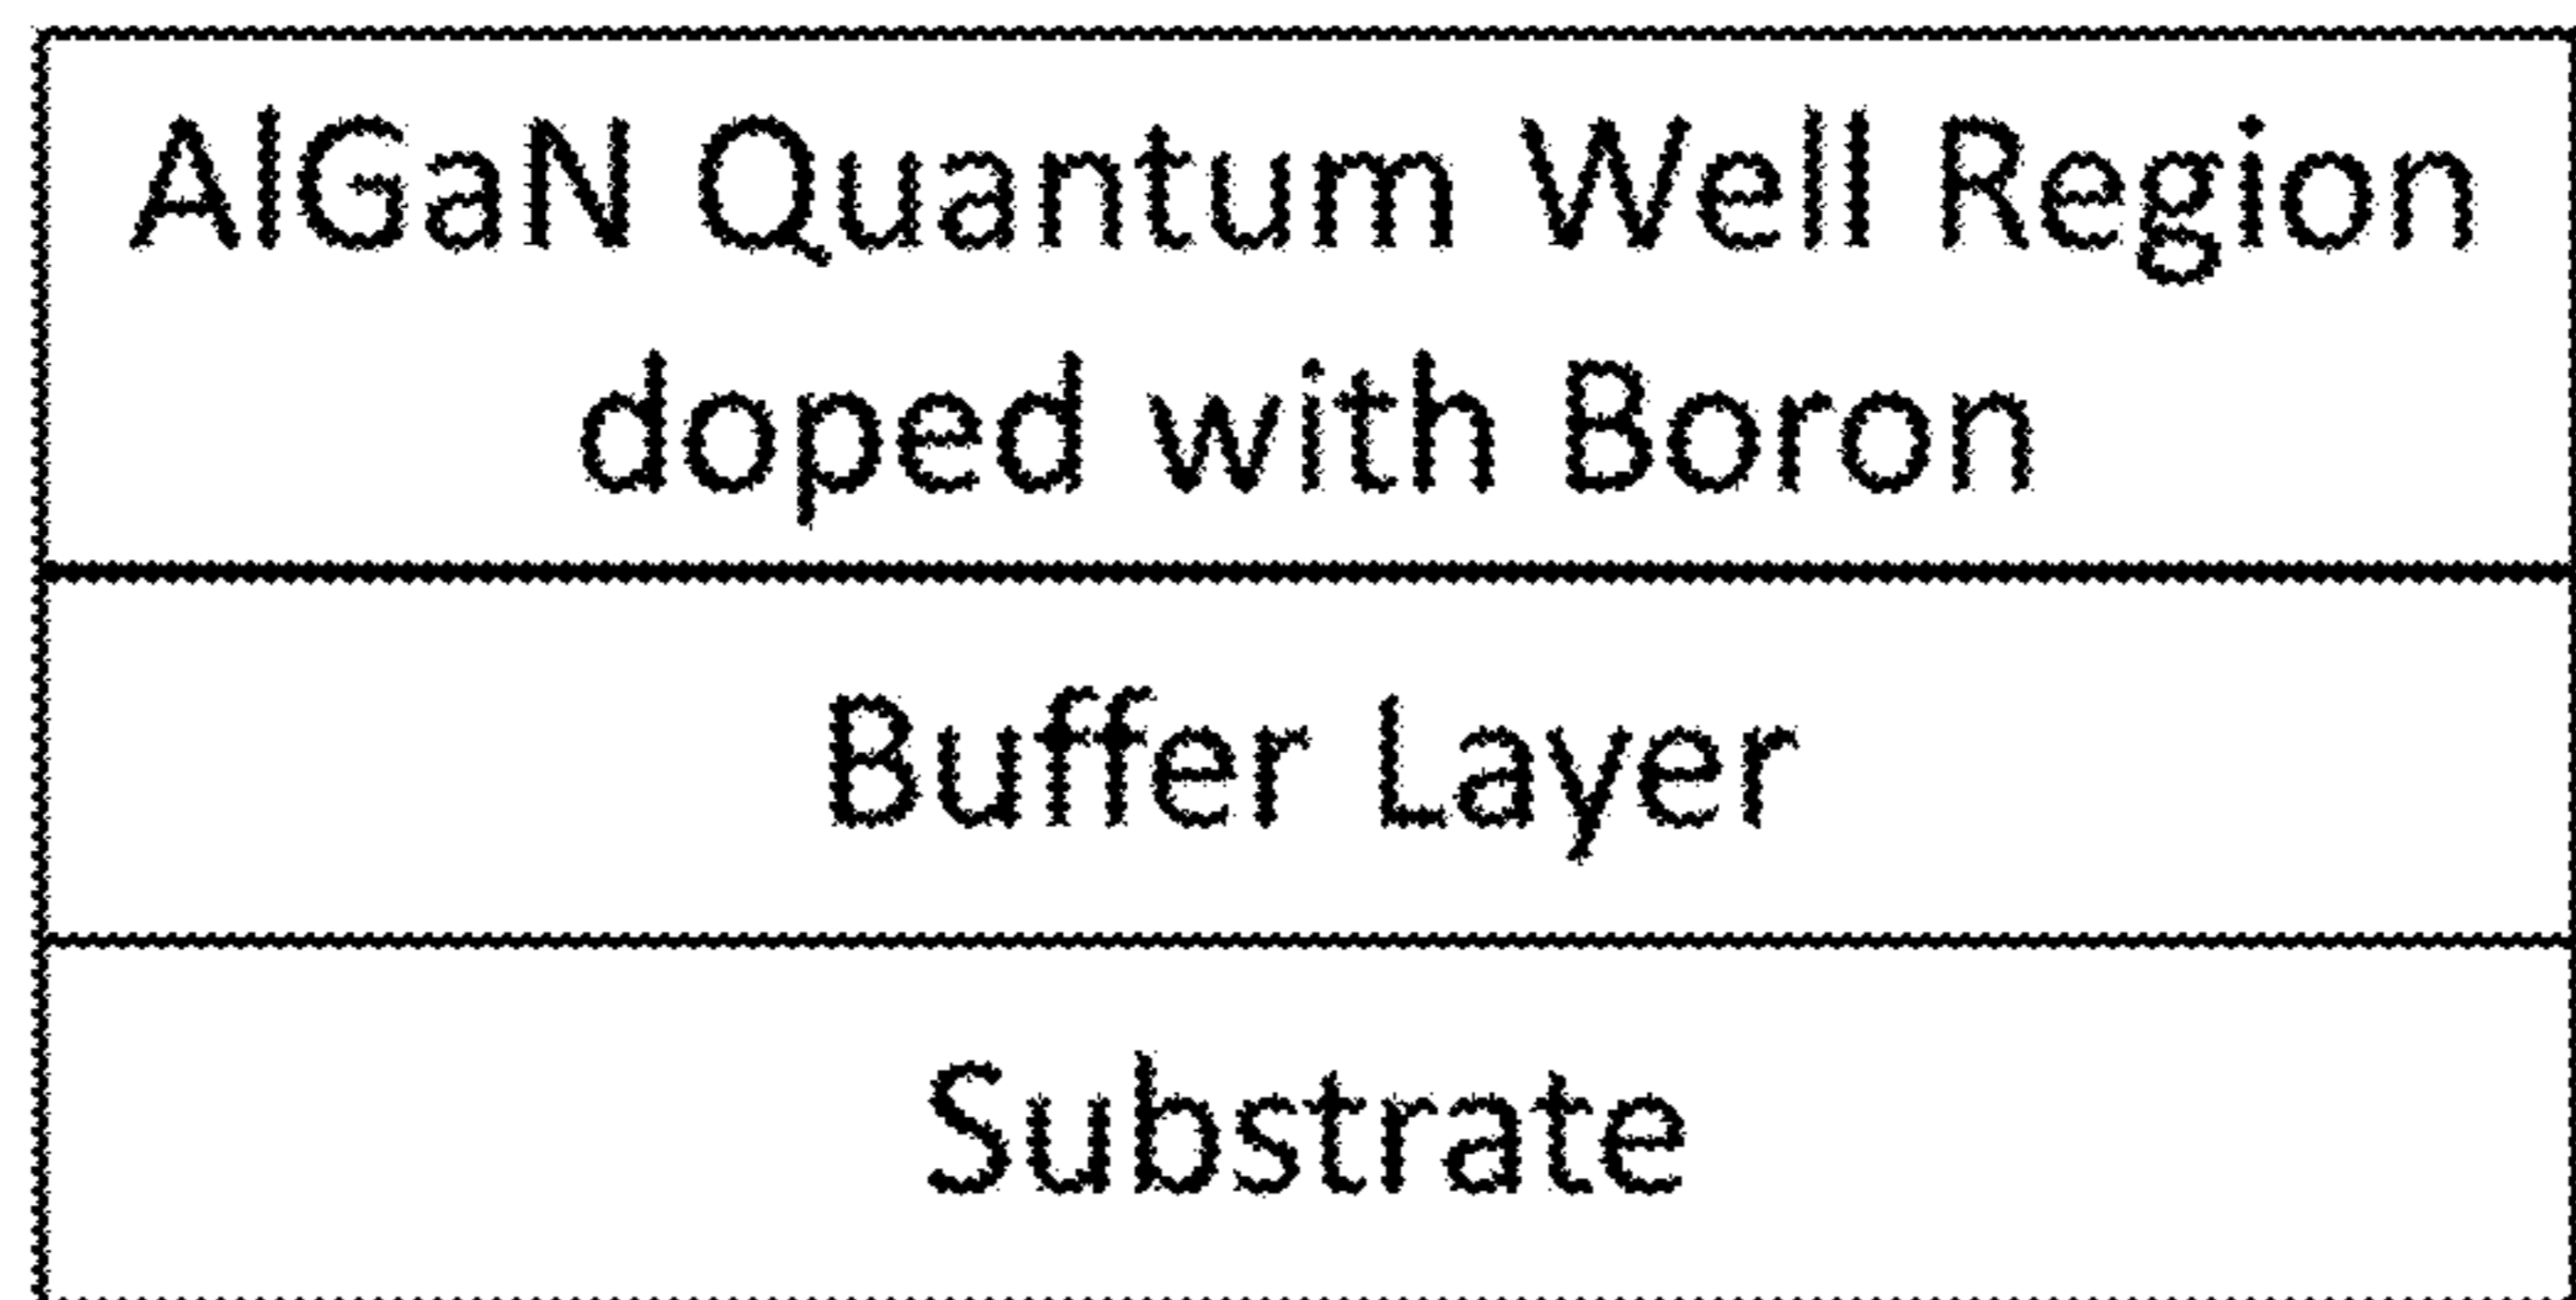 AlGaN Quantum Well Region
doped with Boron
Buffer Layer
Substrate